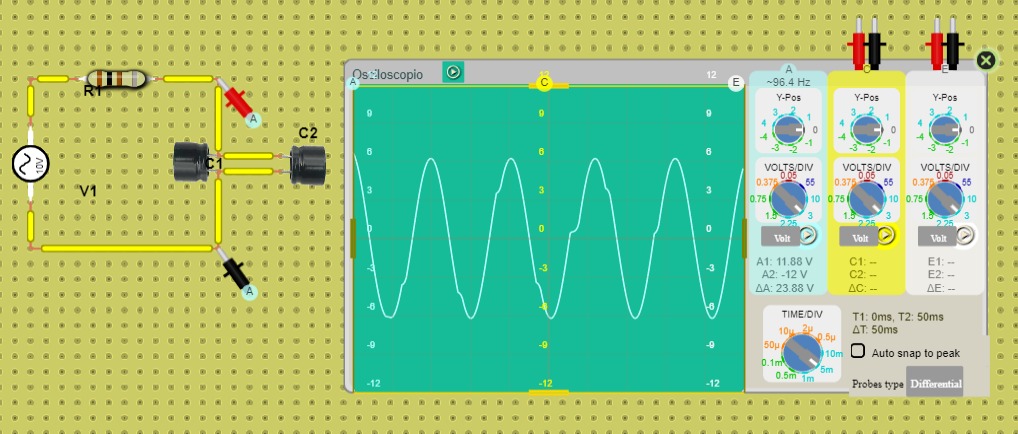 R1
10V
V1
C1
C2
A
A
Osciloscopio
12
12
12
A
C
E
9
9
9
6
6
6
3
3
3
0
0
0
-3
-3
-3
-6
-6
-6
-9
-9
-9
-12
-12
-12
A
C
E
~96.4 Hz
Y-Pos
Y-Pos
Y-Pos
3 2
4
1
0
-4
-3 -2
3 2
4
1
0
-4
-3 -2
3 2
4
1
0
-4
-3 -2
VOLTS/DIV
VOLTS/DIV
VOLTS/DIV
0.05
0.375
55
0.75
10
1.5
3
2.25
0.05
0.375
55
0.75
10
1.5
3
2.25
0.05
0.375
55
0.75
10
1.5
3
2.25
Volt
Volt
Volt
A1: 11.88 V
A2: -12 V
ΔA: 23.88 V
C1: --
C2: --
ΔC: --
E1: --
E2: --
ΔE: --
TIME/DIV
2µ
10µ
0.5µ
50µ
10m
0.1m
5m
0.5m
1m
T1: 0ms, T2: 50ms
ΔT: 50ms
Auto snap to peak
Probes type
Differential